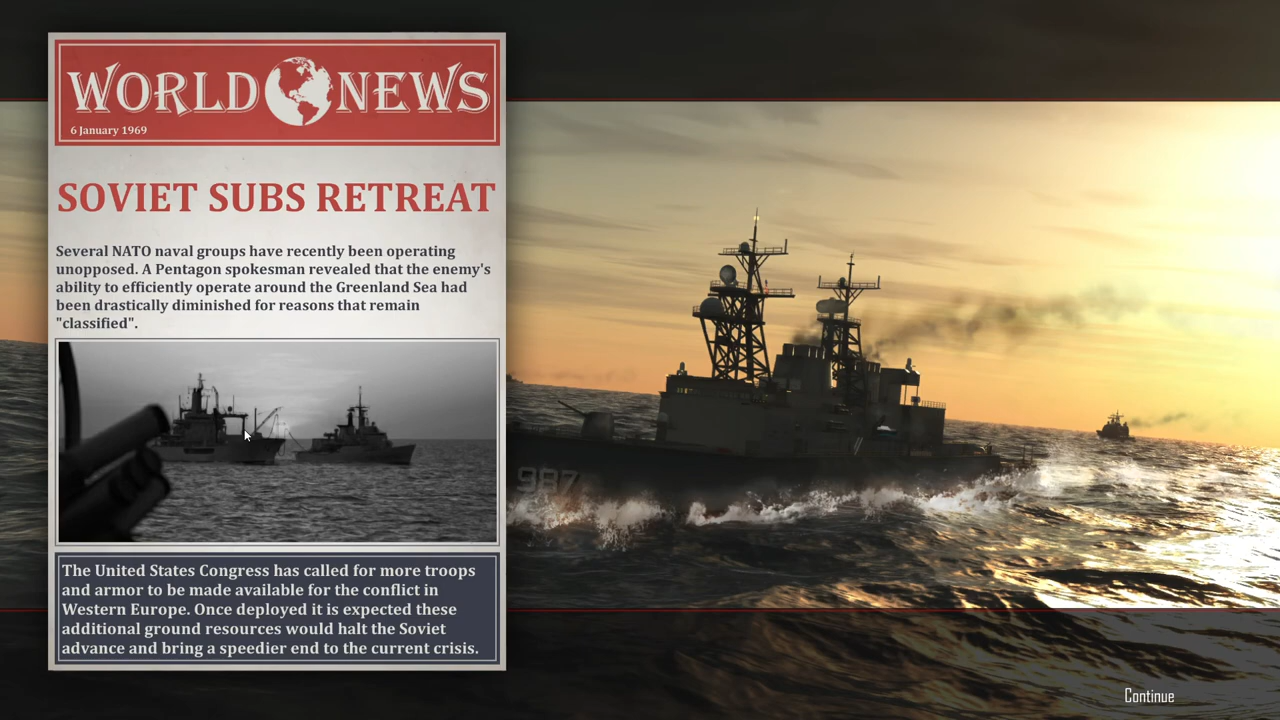 WORLD NEWS
6 January 1969
SOVIET SUBS RETREAT
Several NATO naval groups have recently been operating
unopposed. A Pentagon spokesman revealed that the enemy's
ability to efficiently operate around the Greenland Sea had
been drastically diminished for reasons that remain
"classified".
987
The United States Congress has called for more troops
and armor to be made available for the conflict in
Western Europe. Once deployed it is expected these
additional ground resources would halt the Soviet
advance and bring a speedier end to the current crisis.
Continue